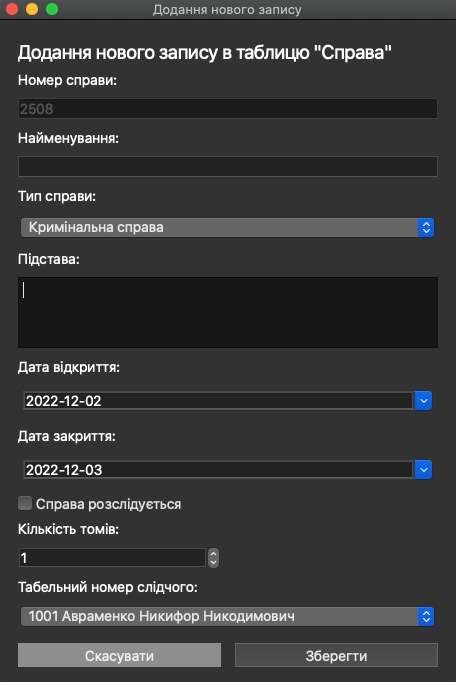 Додання нового запису
Додання нового запису в таблицю "Справа"
Номер справи:
2508
Найменування:
Тип справи:
Кримінальна справа
Підстава:
Дата відкриття:
2022-12-02
Дата закриття:
2022-12-03
Справа розслідується
Кількість томів:
1
Табельний номер слідчого:
1001 Авраменко Никифор Никодимович
Скасувати Зберегти